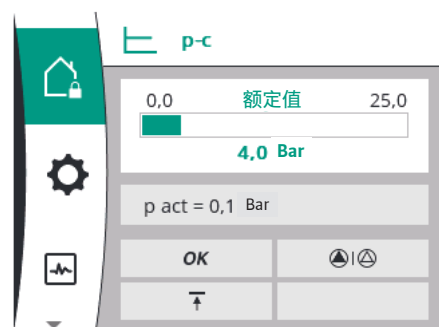 p-c
0,0 额定值 25,0
4,0 Bar
p act = 0,1 Bar
OK